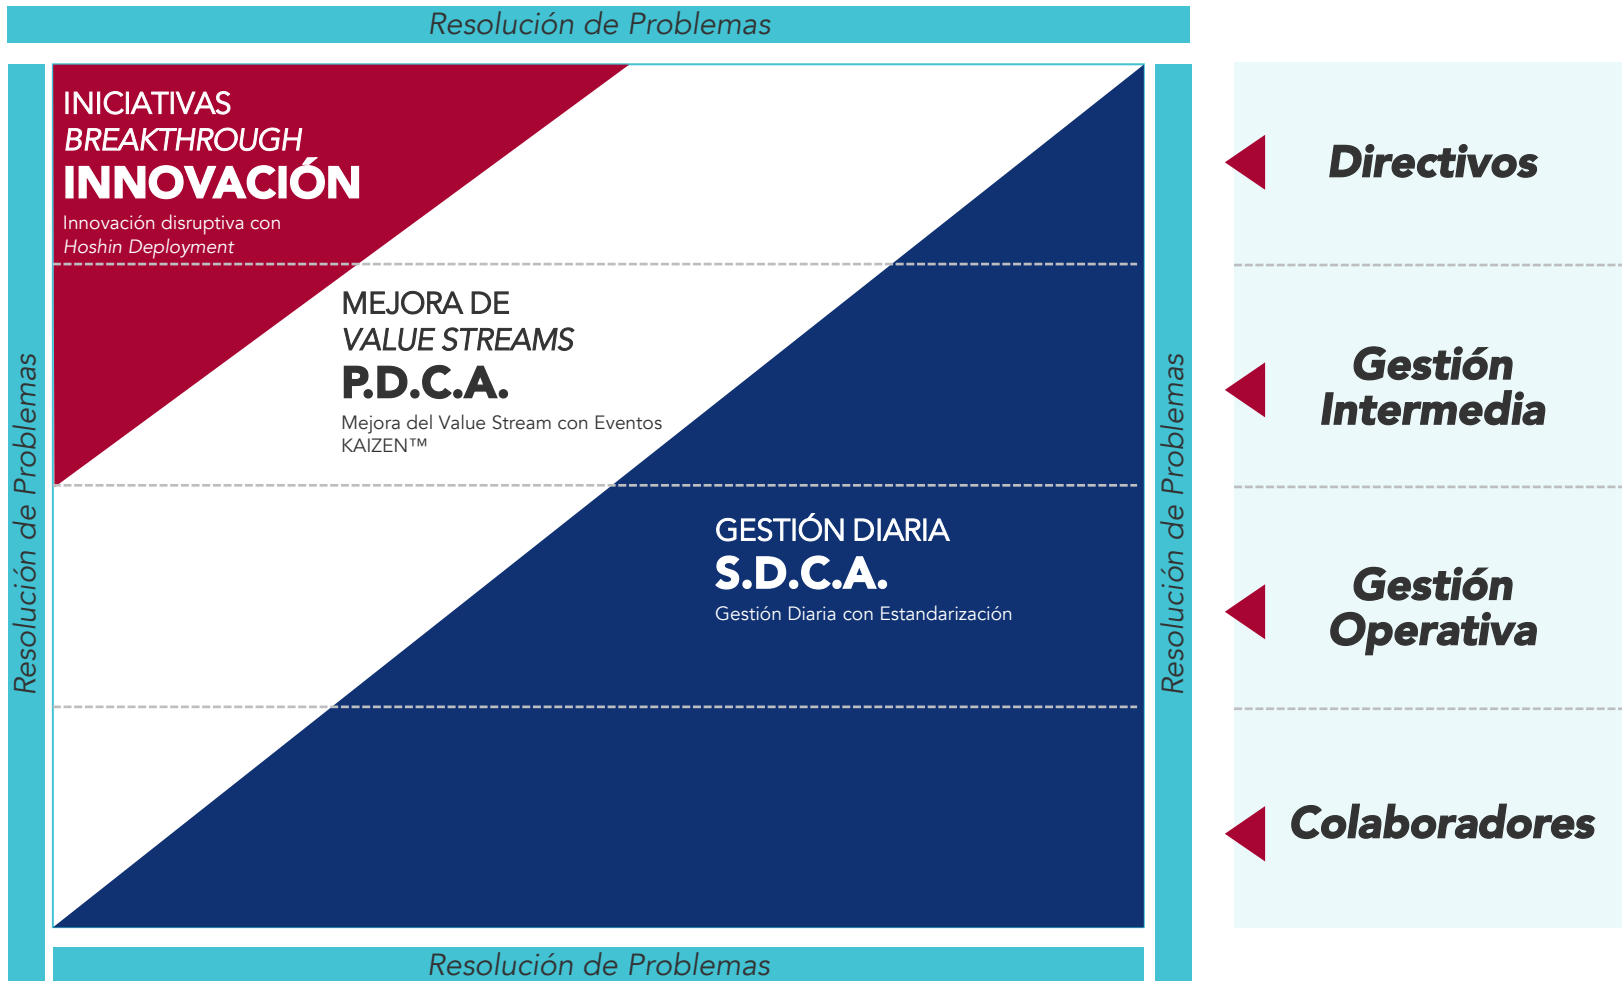 Resolución de Problemas
Resolución de Problemas
INICIATIVAS
BREAKTHROUGH
INNOVACIÓN
Innovación disruptiva con
Hoshin Deployment
MEJORA DE
VALUE STREAMS
P.D.C.A.
Mejora del Value Stream con Eventos
KAIZEN™
GESTIÓN DIARIA
S.D.C.A.
Gestión Diaria con Estandarización
Resolución de Problemas
Directivos
Gestión
Intermedia
Gestión
Operativa
Colaboradores
Resolución de Problemas